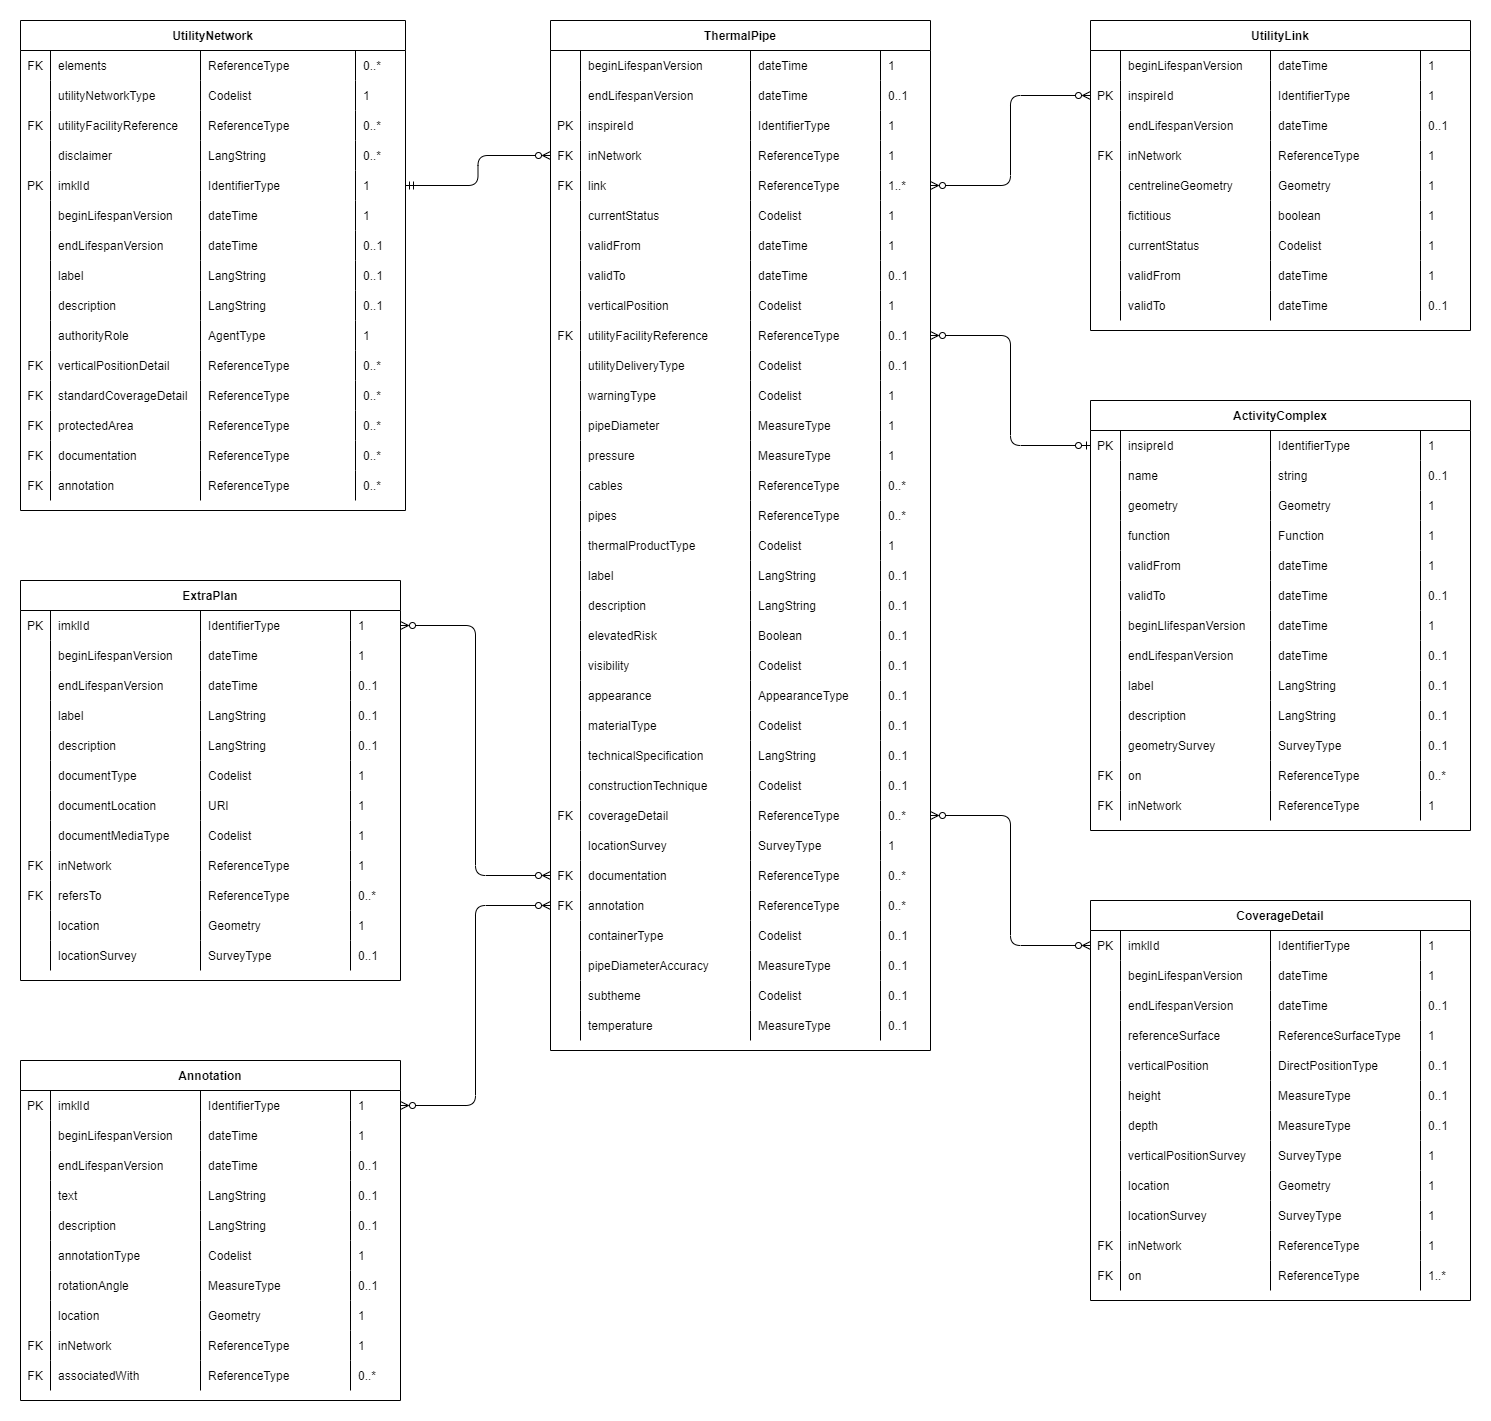 UtilityNetwork
FK elements ReferenceType 0..*
utilityNetworkType Codelist 1
FK utilityFacilityReference ReferenceType 0..*
disclaimer LangString 0..*
PK imklId IdentifierType 1
beginLifespanVersion dateTime 1
endLifespanVersion dateTime 0..1
label LangString 0..1
description LangString 0..1
authorityRole AgentType 1
FK verticalPositionDetail ReferenceType 0..*
FK standardCoverageDetail ReferenceType 0..*
FK protectedArea ReferenceType 0..*
FK documentation ReferenceType 0..*
FK annotation ReferenceType 0..*
ExtraPlan
PK imklId IdentifierType 1
beginLifespanVersion dateTime 1
endLifespanVersion dateTime 0..1
label LangString 0..1
description LangString 0..1
documentType Codelist 1
documentLocation URI 1
documentMediaType Codelist 1
FK inNetwork ReferenceType 1
FK refersTo ReferenceType 0..*
location Geometry 1
locationSurvey SurveyType 0..1
Annotation
PK imklId IdentifierType 1
beginLifespanVersion dateTime 1
endLifespanVersion dateTime 0..1
text LangString 0..1
description LangString 0..1
annotationType Codelist 1
rotationAngle MeasureType 0..1
location Geometry 1
FK inNetwork ReferenceType 1
FK associatedWith ReferenceType 0..*
ThermalPipe
beginLifespanVersion dateTime 1
endLifespanVersion dateTime 0..1
PK inspireId IdentifierType 1
FK inNetwork ReferenceType 1
FK link ReferenceType 1..*
currentStatus Codelist 1
validFrom dateTime 1
validTo dateTime 0..1
verticalPosition Codelist 1
FK utilityFacilityReference ReferenceType 0..1
utilityDeliveryType Codelist 0..1
warningType Codelist 1
pipeDiameter MeasureType 1
pressure MeasureType 1
cables ReferenceType 0..*
pipes ReferenceType 0..*
thermalProductType Codelist 1
label LangString 0..1
description LangString 0..1
elevatedRisk Boolean 0..1
visibility Codelist 0..1
appearance AppearanceType 0..1
materialType Codelist 0..1
technicalSpecification LangString 0..1
constructionTechnique Codelist 0..1
FK coverageDetail ReferenceType 0..*
locationSurvey SurveyType 1
FK documentation ReferenceType 0..*
FK annotation ReferenceType 0..*
containerType Codelist 0..1
pipeDiameterAccuracy MeasureType 0..1
subtheme Codelist 0..1
temperature MeasureType 0..1
UtilityLink
beginLifespanVersion dateTime 1
PK inspireId IdentifierType 1
endLifespanVersion dateTime 0..1
FK inNetwork ReferenceType 1
centrelineGeometry Geometry 1
fictitious boolean 1
currentStatus Codelist 1
validFrom dateTime 1
validTo dateTime 0..1
ActivityComplex
PK insipreId IdentifierType 1
name string 0..1
geometry Geometry 1
function Function 1
validFrom dateTime 1
validTo dateTime 0..1
beginLlifespanVersion dateTime 1
endLifespanVersion dateTime 0..1
label LangString 0..1
description LangString 0..1
geometrySurvey SurveyType 0..1
FK on ReferenceType 0..*
FK inNetwork ReferenceType 1
CoverageDetail
PK imklId IdentifierType 1
beginLifespanVersion dateTime 1
endLifespanVersion dateTime 0..1
referenceSurface ReferenceSurfaceType 1
verticalPosition DirectPositionType 0..1
height MeasureType 0..1
depth MeasureType 0..1
verticalPositionSurvey SurveyType 1
location Geometry 1
locationSurvey SurveyType 1
FK inNetwork ReferenceType 1
FK on ReferenceType 1..*